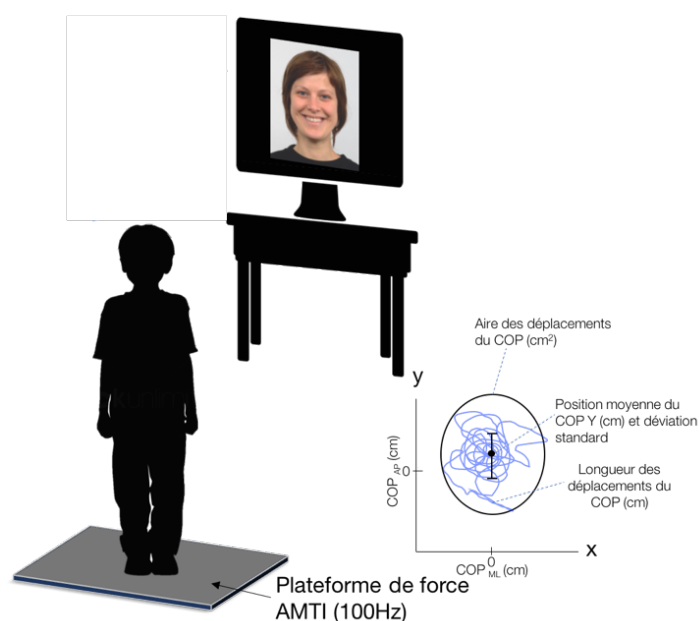 Aire des déplacements
du COP (cm²)
y
Position moyenne du
COP Y (cm) et déviation
standard
COP AP (cm)
0
Longueur des
déplacements du
COP (cm)
x
0
COP ML (cm)
Plateforme de force
AMTI (100Hz)